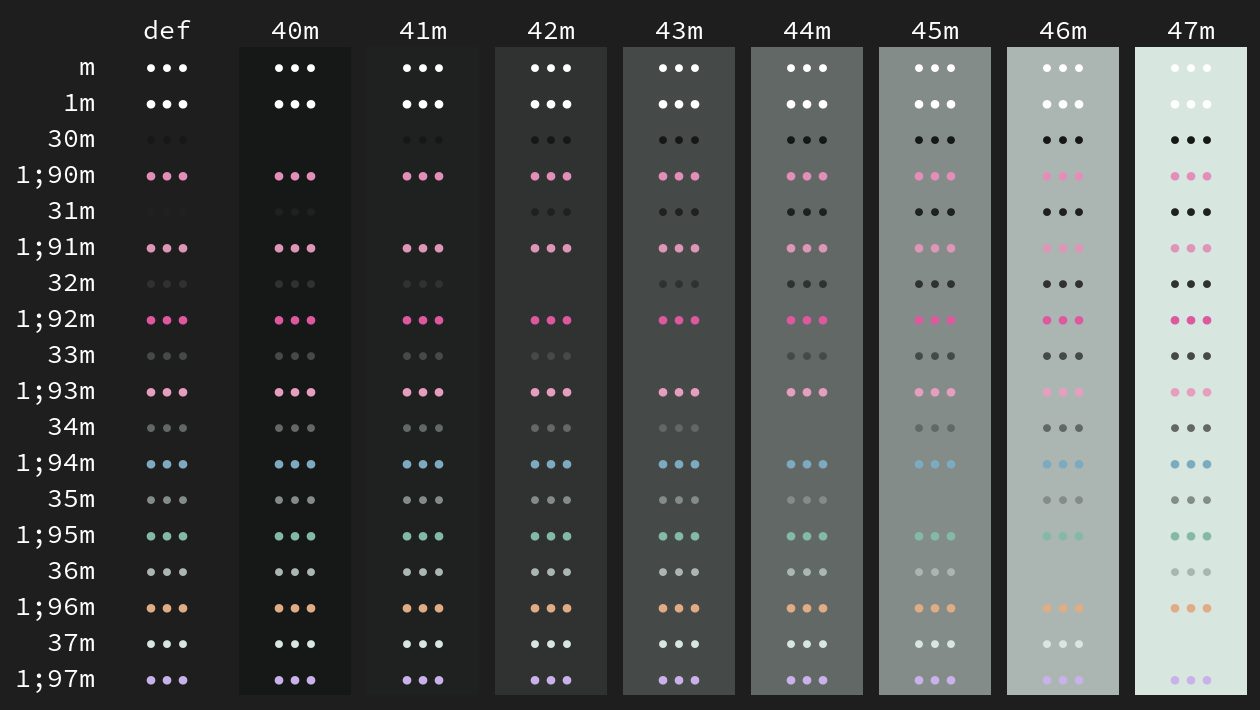 def 40m 41m 42m 43m 44m 45m 46m 47m
m ••• ••• ••• ••• ••• ••• ••• ••• •••
1m ••• ••• ••• ••• ••• ••• ••• ••• •••
30m ••• ••• ••• ••• ••• ••• ••• •••
1;90m ••• ••• ••• ••• ••• ••• ••• ••• •••
31m ••• ••• ••• ••• ••• ••• ••• •••
1;91m ••• ••• ••• ••• ••• ••• ••• ••• •••
32m ••• ••• ••• ••• ••• ••• ••• •••
1;92m ••• ••• ••• ••• ••• ••• ••• ••• •••
33m ••• ••• ••• ••• ••• ••• ••• •••
1;93m ••• ••• ••• ••• ••• ••• ••• ••• •••
34m ••• ••• ••• ••• ••• ••• ••• •••
1;94m ••• ••• ••• ••• ••• ••• ••• ••• •••
35m ••• ••• ••• ••• ••• ••• ••• •••
1;95m ••• ••• ••• ••• ••• ••• ••• ••• •••
36m ••• ••• ••• ••• ••• ••• ••• •••
1;96m ••• ••• ••• ••• ••• ••• ••• ••• •••
37m ••• ••• ••• ••• ••• ••• ••• •••
1;97m ••• ••• ••• ••• ••• ••• ••• ••• •••